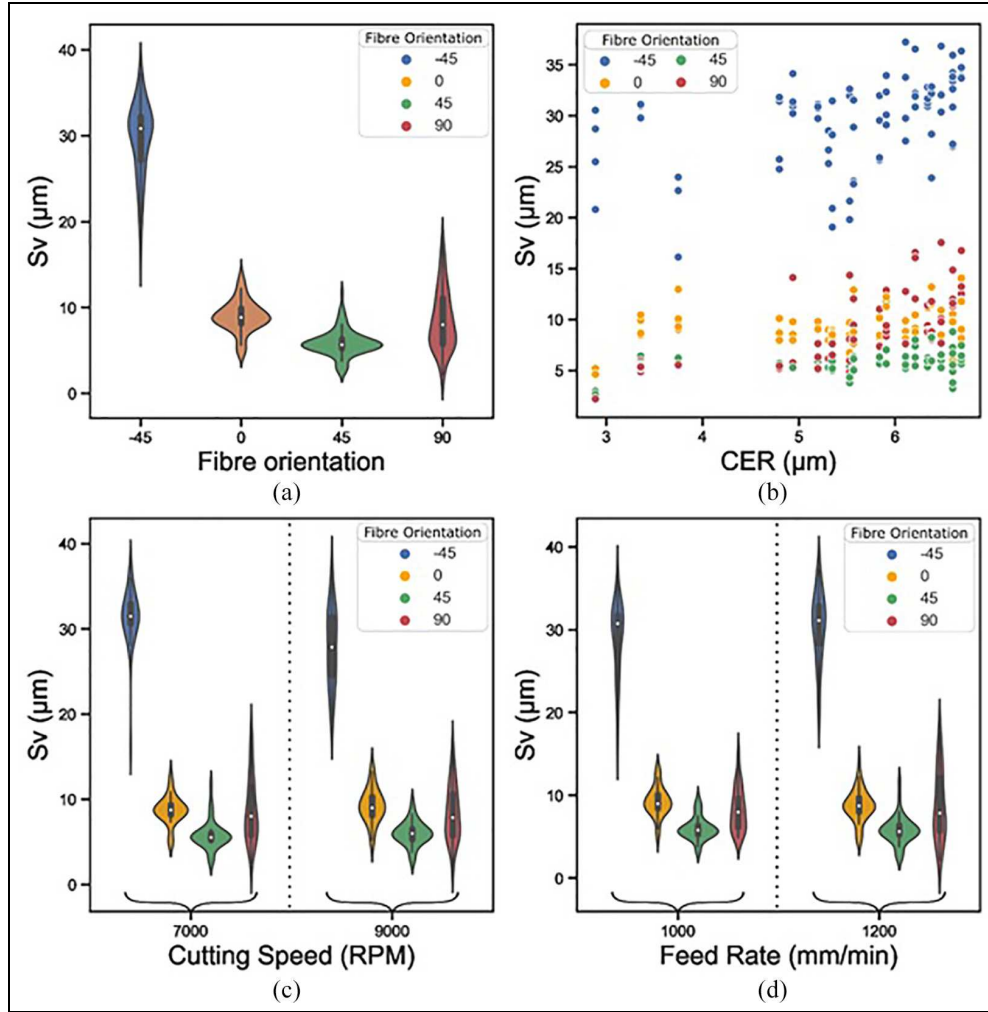 Fibre Orientation
-45
0
45
90
40
30
20
10
0
Sv (μm)
-45 0 45 90
Fibre orientation
(a)
Fibre Orientation
-45 45
0 90
35
30
25
20
15
10
5
Sv (μm)
3 4 5 6
CER (μm)
(b)
Fibre Orientation
-45
0
45
90
40
30
20
10
0
Sv (μm)
7000 9000
Cutting Speed (RPM)
(c)
Fibre Orientation
-45
0
45
90
40
30
20
10
0
Sv (μm)
1000 1200
Feed Rate (mm/min)
(d)